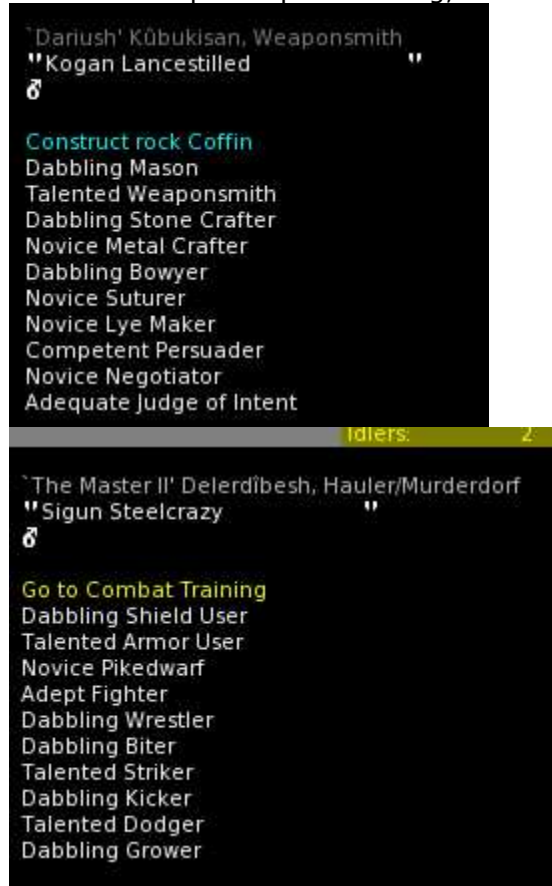 `Dariush' Kûbukisan, Weaponsmith
"Kogan Lancestilled "
♂
Construct rock Coffin
Dabbling Mason
Talented Weaponsmith
Dabbling Stone Crafter
Novice Metal Crafter
Dabbling Bowyer
Novice Suturer
Novice Lye Maker
Competent Persuader
Novice Negotiator
Adequate Judge of Intent
Idlers: 2
`The Master II' Delerdîbesh, Hauler/Murderdorf
"Sigun Steelcrazy "
♂
Go to Combat Training
Dabbling Shield User
Talented Armor User
Novice Pikedwarf
Adept Fighter
Dabbling Wrestler
Dabbling Biter
Talented Striker
Dabbling Kicker
Talented Dodger
Dabbling Grower